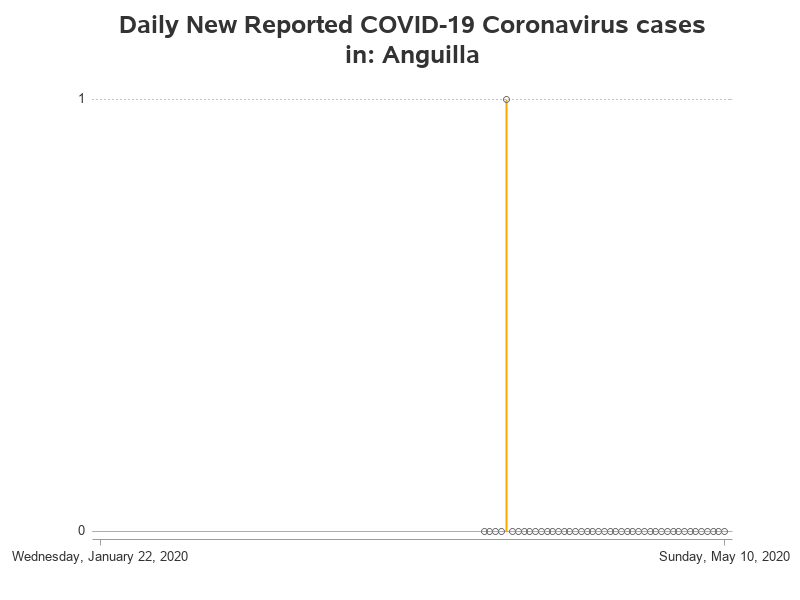 Daily New Reported COVID-19 Coronavirus cases
in: Anguilla
1
0
Wednesday, January 22, 2020
Sunday, May 10, 2020